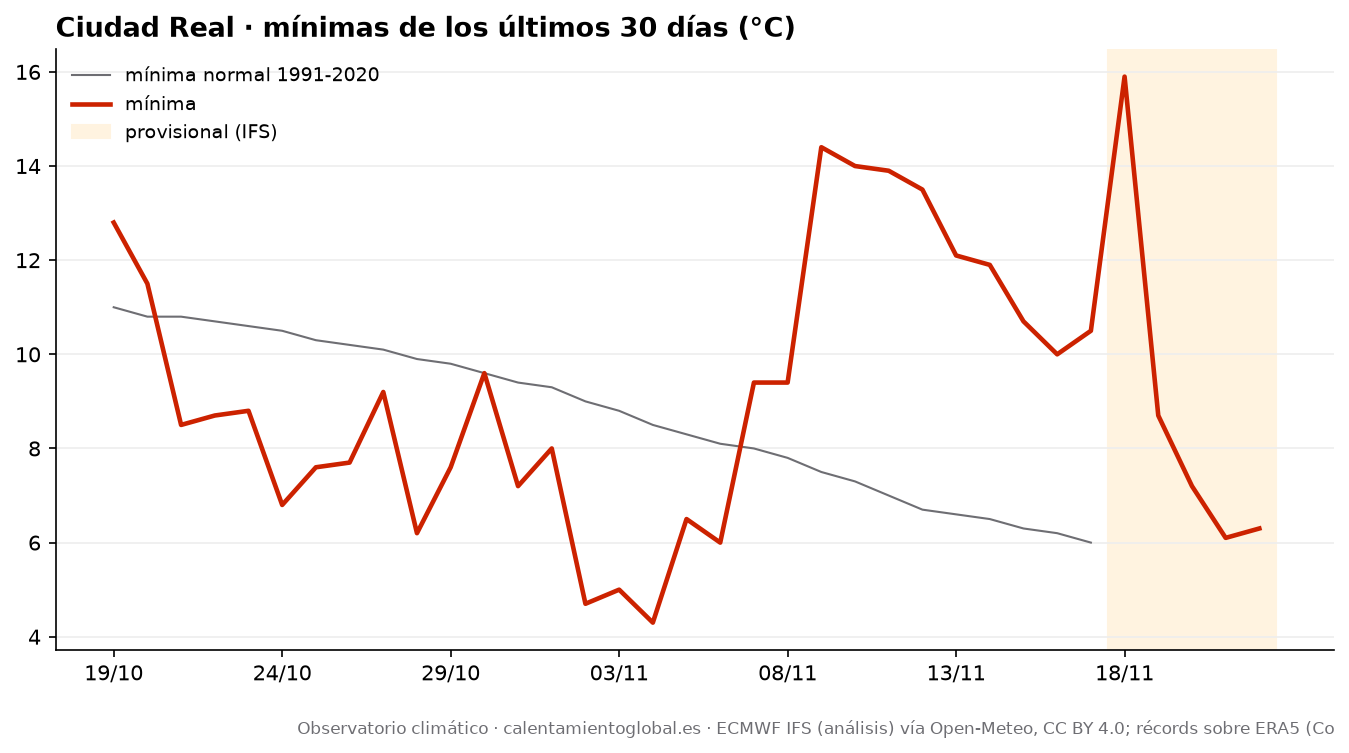 Ciudad Real · mínimas de los últimos 30 días (°C)
mínima normal 1991-2020
mínima
provisional (IFS)
16
14
12
10
8
6
4
19/10
24/10
29/10
03/11
08/11
13/11
18/11
Observatorio climático · calentamientoglobal.es · ECMWF IFS (análisis) vía Open-Meteo, CC BY 4.0; récords sobre ERA5 (Co